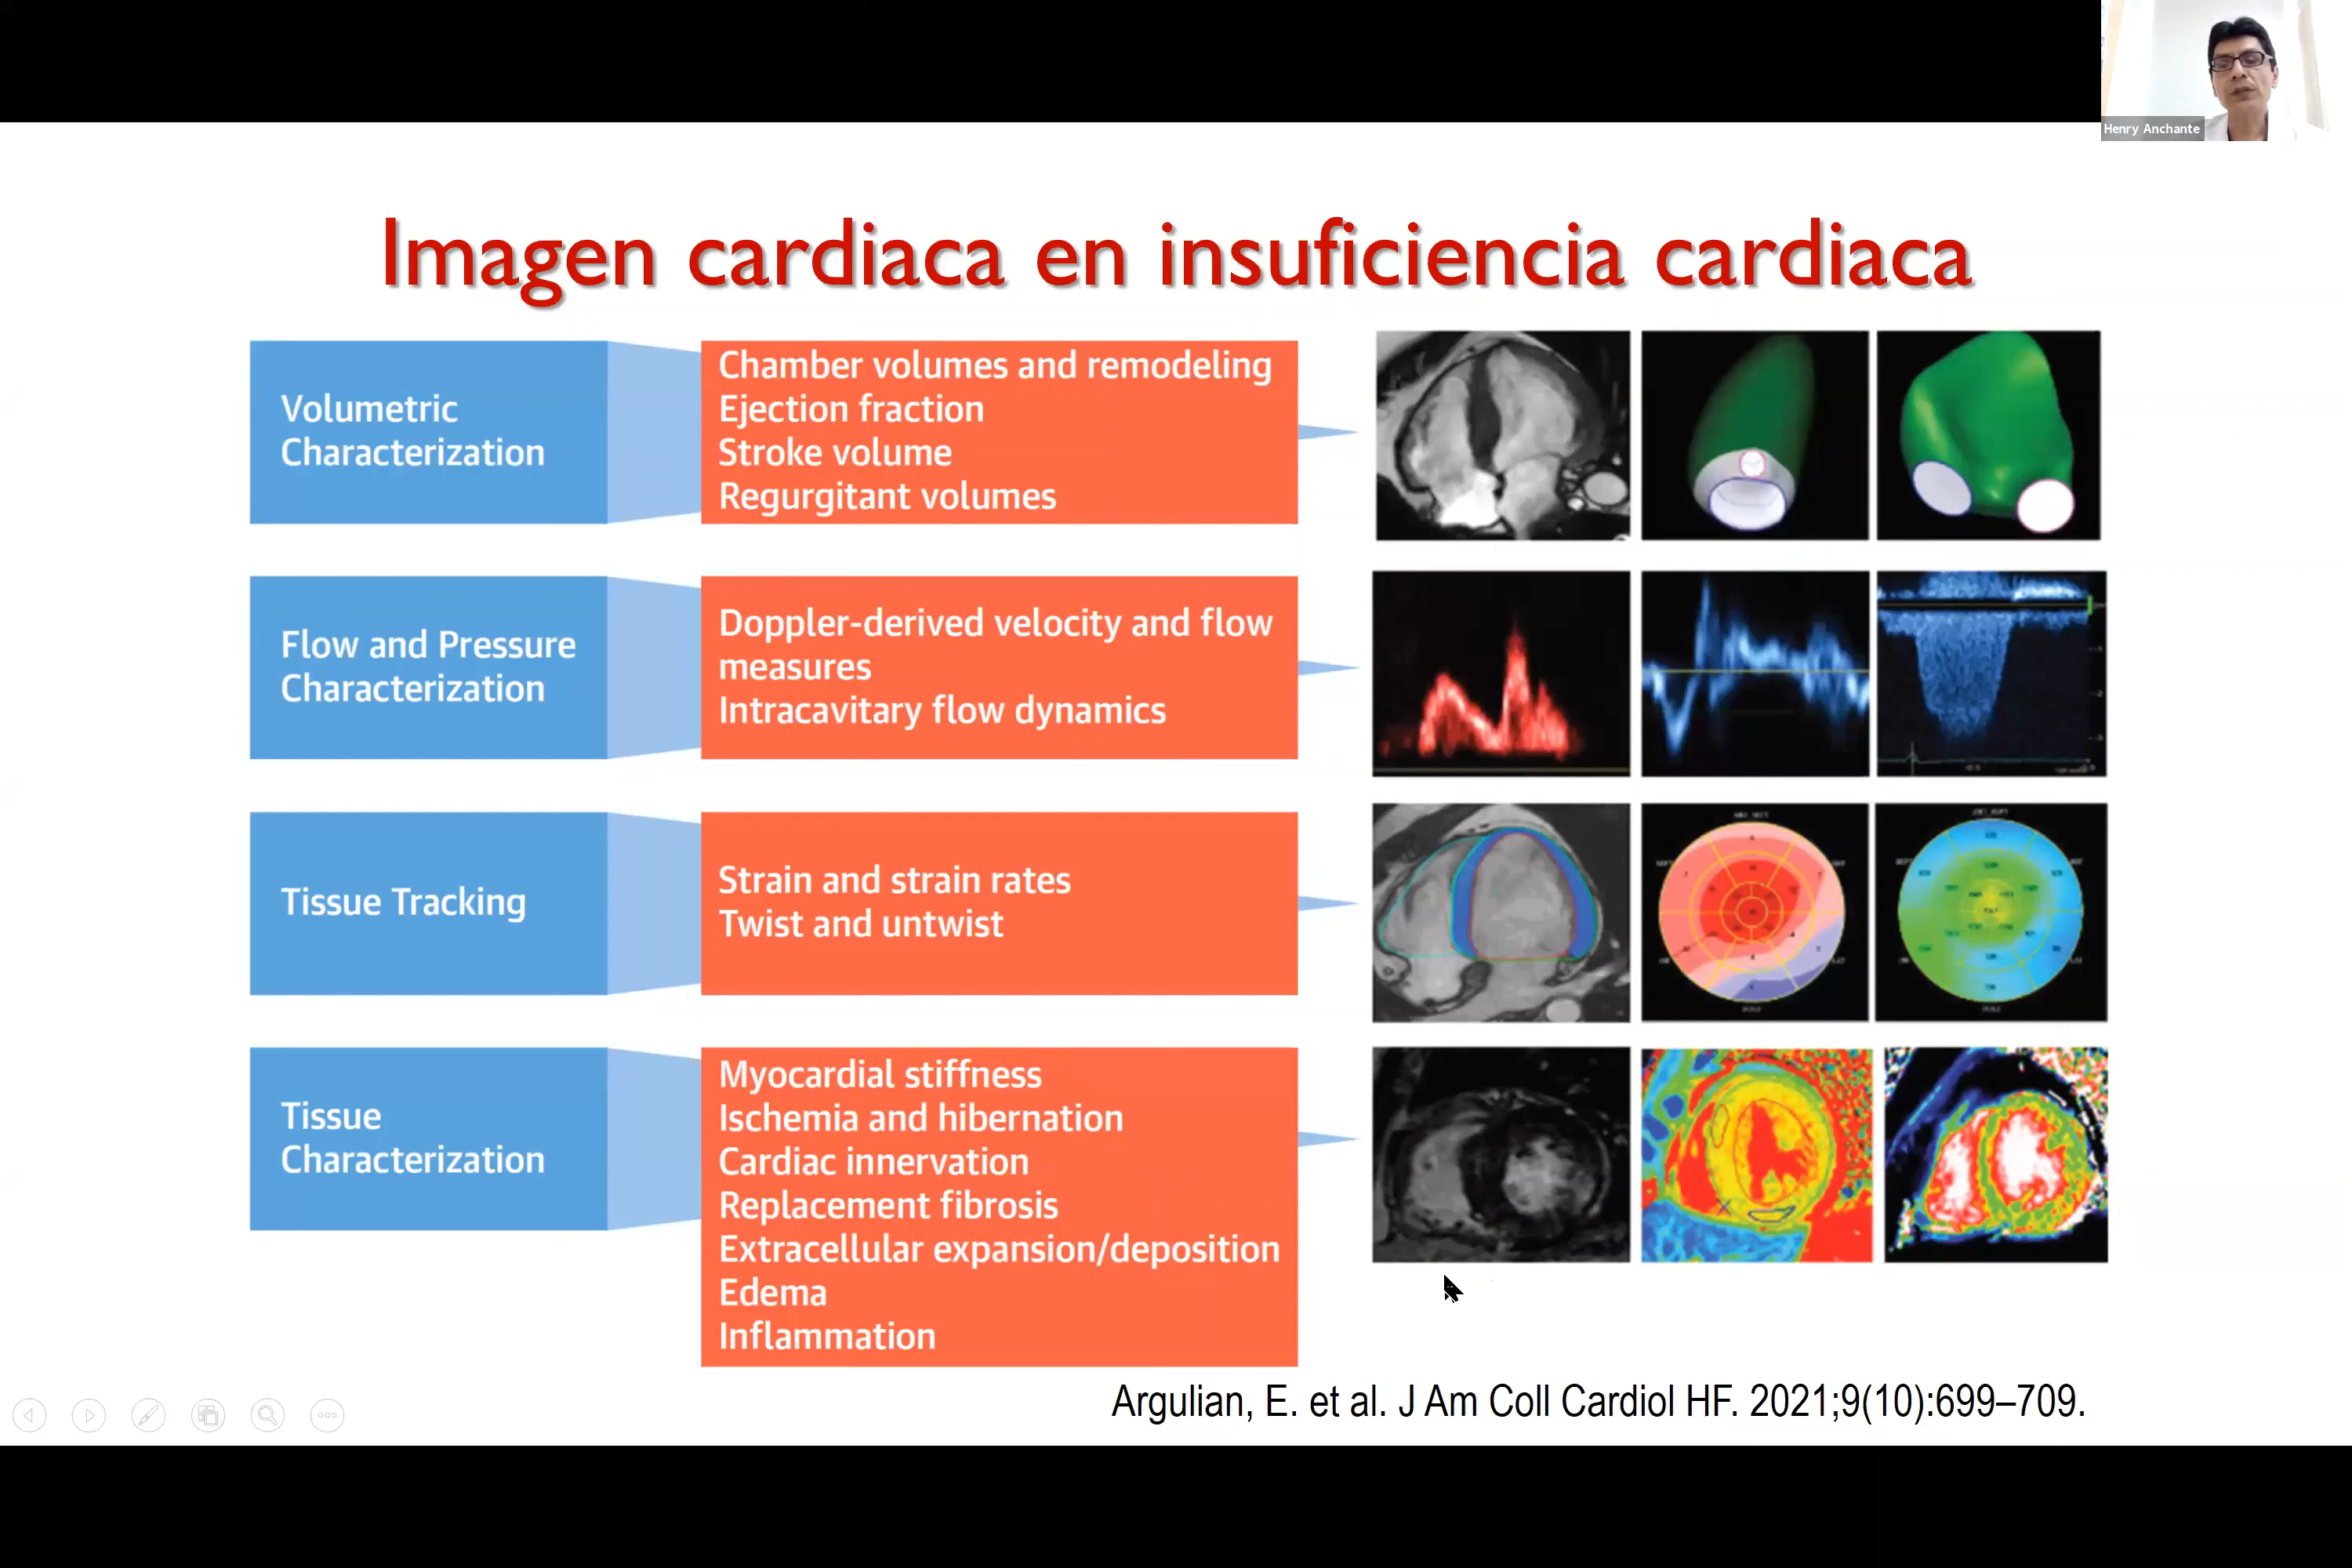 Henry Anchante
Imagen cardiaca en insuficiencia cardiaca
Volumetric
Characterization
Chamber volumes and remodeling
Ejection fraction
Stroke volume
Regurgitant volumes
Flow and Pressure
Characterization
Doppler-derived velocity and flow
measures
Intracavitary flow dynamics
Tissue Tracking
Strain and strain rates
Twist and untwist
Tissue
Characterization
Myocardial stiffness
Ischemia and hibernation
Cardiac innervation
Replacement fibrosis
Extracellular expansion/deposition
Edema
Inflammation
Argulian, E. et al. J Am Coll Cardiol HF. 2021;9(10):699–709.